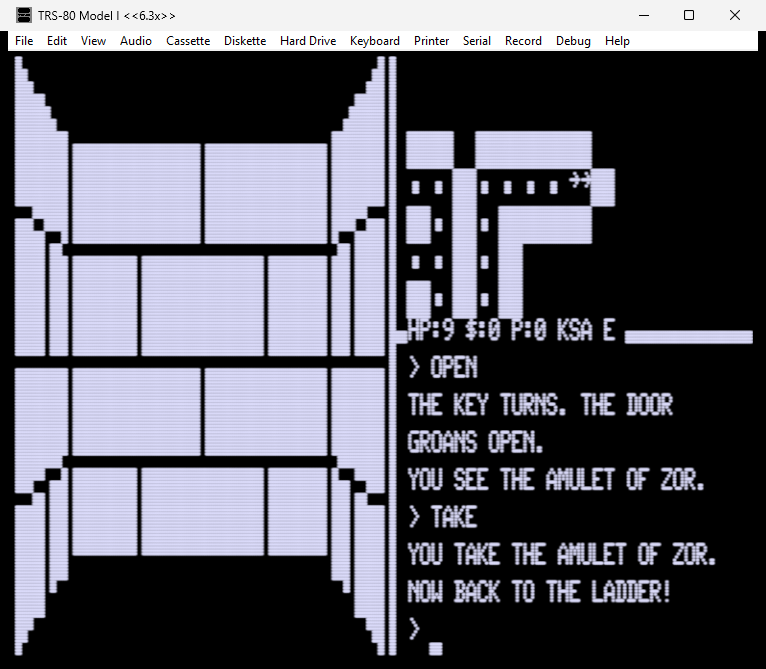 TRS-80 Model I <<6.3x>>
File Edit View Audio Cassette Diskette Hard Drive Keyboard Printer Serial Record Debug Help
HP:9 $:0 P:0 KSA E
> OPEN
THE KEY TURNS. THE DOOR
GROANS OPEN.
YOU SEE THE AMULET OF ZOR.
> TAKE
YOU TAKE THE AMULET OF ZOR.
NOW BACK TO THE LADDER!
>